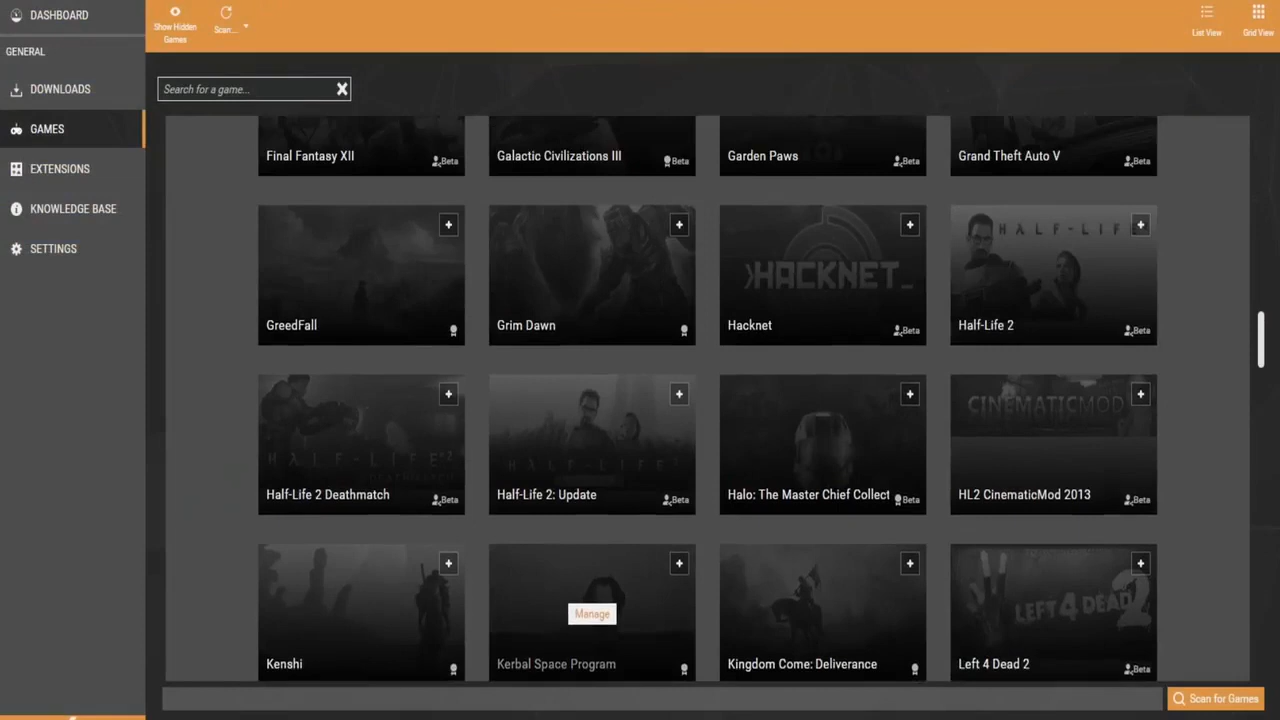 DASHBOARD
GENERAL
DOWNLOADS
GAMES
EXTENSIONS
KNOWLEDGE BASE
SETTINGS
Show Hidden
Games
Scan:...
List View
Grid View
Search for a game...
Final Fantasy XII
Beta
Galactic Civilizations III
Beta
Garden Paws
Beta
Grand Theft Auto V
Beta
GreedFall
Grim Dawn
HACKNET_
Hacknet
Beta
HALF-LIF
Half-Life 2
Beta
HALF-LIFE 2
DEATHMATCH
Half-Life 2 Deathmatch
Beta
HALF-LIFE
Half-Life 2: Update
Beta
Halo: The Master Chief Collect
Beta
CINEMATICMOD
HL2 CinematicMod 2013
Beta
Kenshi
Manage
Kerbal Space Program
Kingdom Come: Deliverance
LEFT 4 DEAD 2
Left 4 Dead 2
Beta
Scan for Games